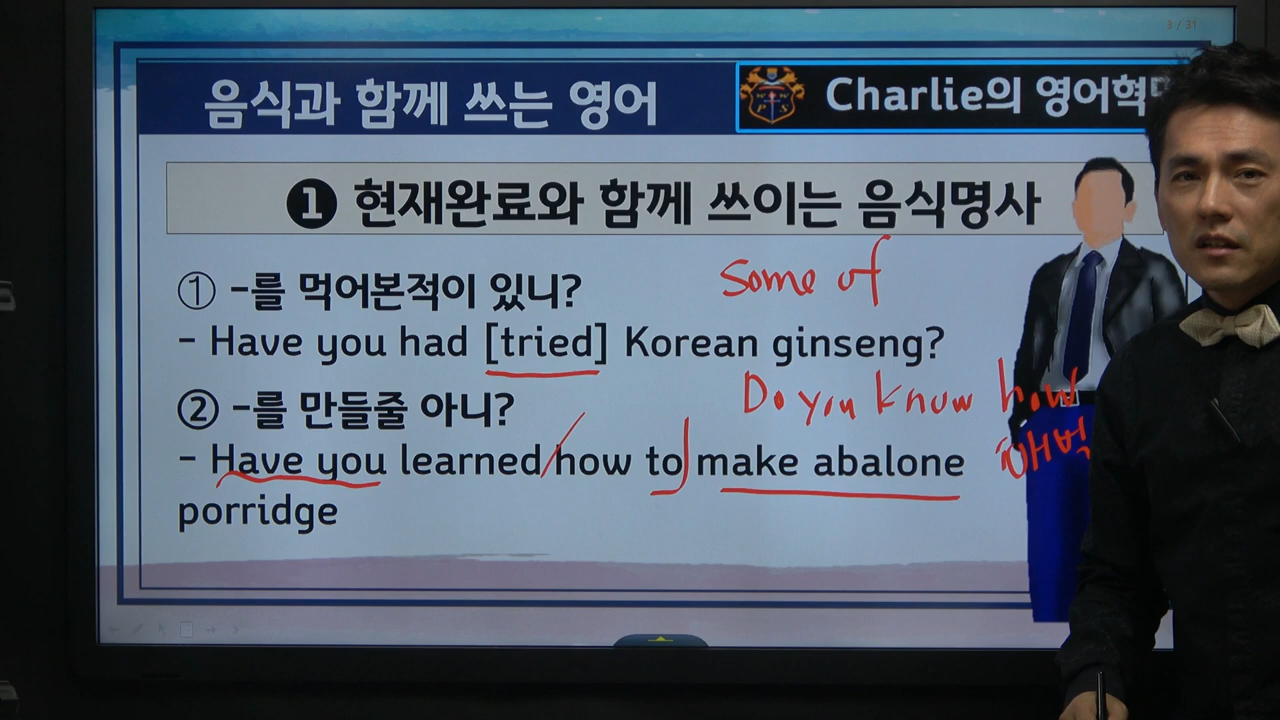 3 / 31
음식과 함께 쓰는 영어
Charlie의 영어혁
❶ 현재완료와 함께 쓰이는 음식명사
some of
① -를 먹어본적이 있니?
- Have you had [tried] Korean ginseng?
Do you know how
② -를 만들줄 아니?
- Have you learned how to make abalone
porridge